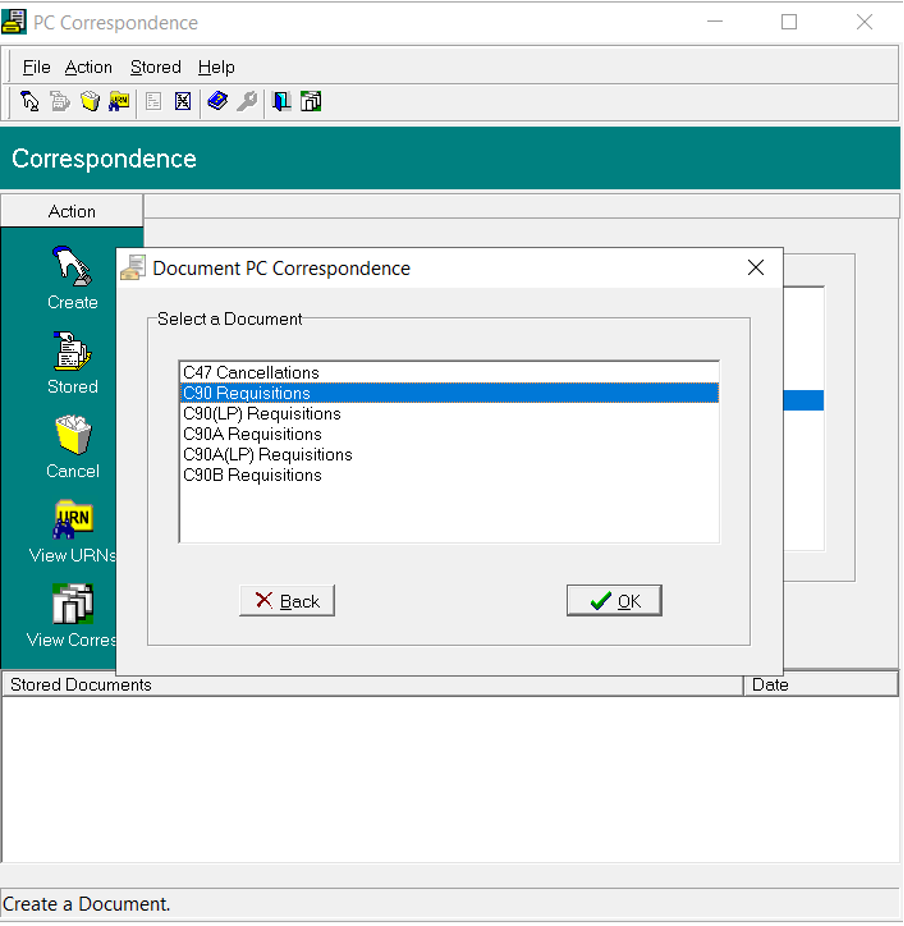 PC Correspondence
File Action Stored Help
URN
Correspondence
Action
Create
Stored
Cancel
URN
View URNs
View Corres
Document PC Correspondence
Select a Document
C47 Cancellations
C90 Requisitions
C90(LP) Requisitions
C90A Requisitions
C90A(LP) Requisitions
C90B Requisitions
Back OK
Stored Documents Date
Create a Document.